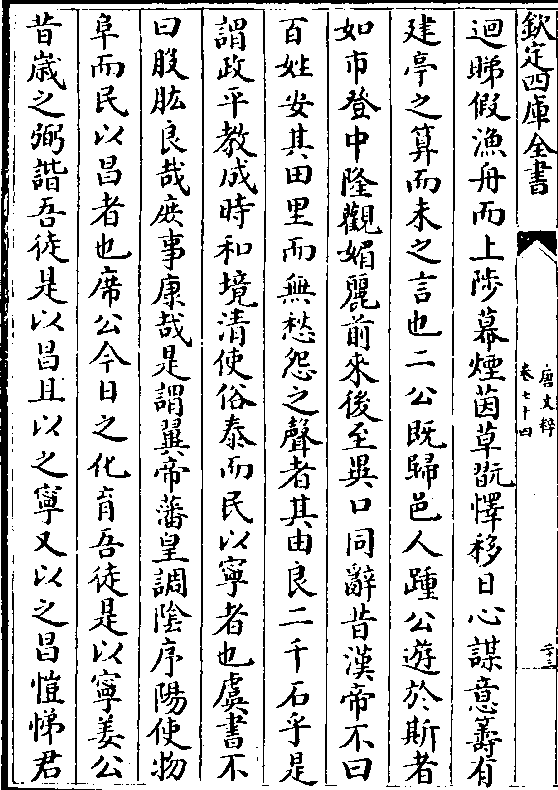 欽定四庫全書
唐文粹
卷七十四
迴睇假漁舟而上陟幕煙茵草翫懌移日心謀意籌有
建亭之算而未之言也二公既歸邑人踵公遊於斯者
如市登中隆觀媚麗前來後至異口同辭昔漢帝不曰
百姓安其田里而無愁怨之聲者其由良二千石乎是
謂政平教成時和境清使俗泰而民以寧者也虞書不
曰股肱良哉庶事康哉是謂翼帝藩皇調陰序陽使物
阜而民以昌者也席公今日之化育吾徒是以寧姜公
昔歲之弼諧吾徒是以昌且以之寧又以之昌愷悌君